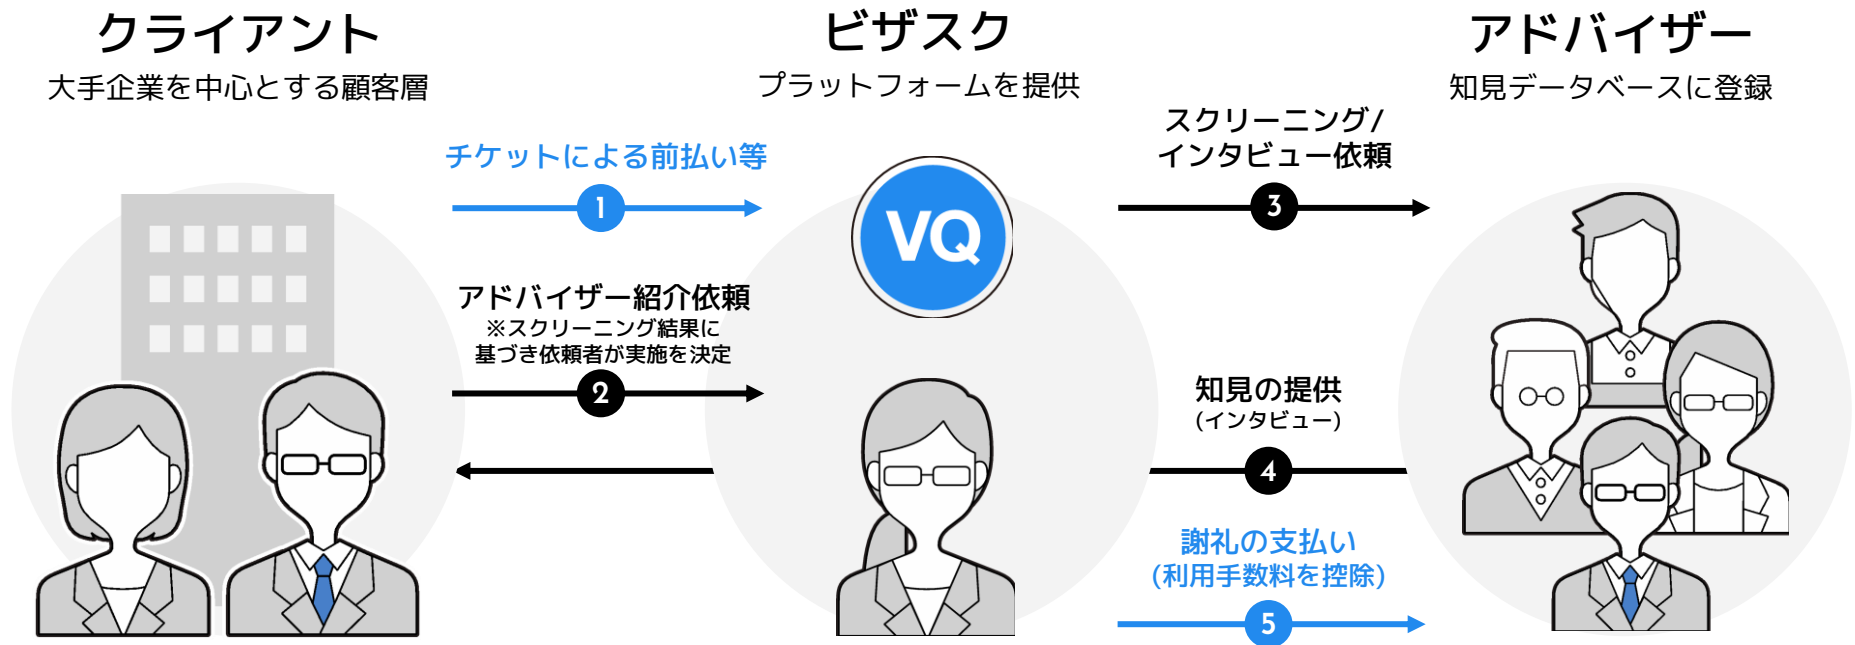 クライアント
大手企業を中心とする顧客層
ビザスク
プラットフォームを提供
アドバイザー
知見データベースに登録
チケットによる前払い等
1
アドバイザー紹介依頼
※スクリーニング結果に
基づき依頼者が実施を決定
2
VQ
スクリーニング/
インタビュー依頼
3
知見の提供
(インタビュー)
4
謝礼の支払い
(利用手数料を控除)
5